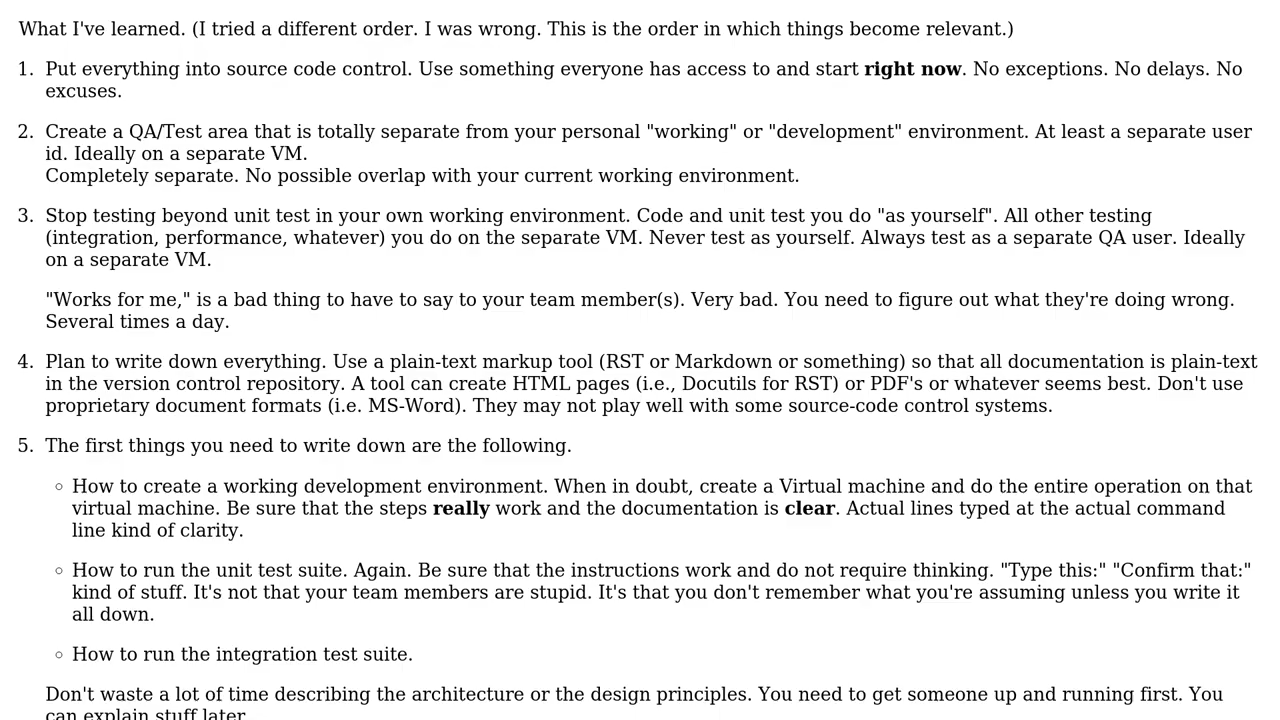 What I've learned. (I tried a different order. I was wrong. This is the order in which things become relevant.)
1. Put everything into source code control. Use something everyone has access to and start right now. No exceptions. No delays. No
excuses.
2. Create a QA/Test area that is totally separate from your personal "working" or "development" environment. At least a separate user
id. Ideally on a separate VM.
Completely separate. No possible overlap with your current working environment.
3. Stop testing beyond unit test in your own working environment. Code and unit test you do "as yourself". All other testing
(integration, performance, whatever) you do on the separate VM. Never test as yourself. Always test as a separate QA user. Ideally
on a separate VM.
"Works for me," is a bad thing to have to say to your team member(s). Very bad. You need to figure out what they're doing wrong.
Several times a day.
4. Plan to write down everything. Use a plain-text markup tool (RST or Markdown or something) so that all documentation is plain-text
in the version control repository. A tool can create HTML pages (i.e., Docutils for RST) or PDF's or whatever seems best. Don't use
proprietary document formats (i.e. MS-Word). They may not play well with some source-code control systems.
5. The first things you need to write down are the following.
◦ How to create a working development environment. When in doubt, create a Virtual machine and do the entire operation on that
virtual machine. Be sure that the steps really work and the documentation is clear. Actual lines typed at the actual command
line kind of clarity.
◦ How to run the unit test suite. Again. Be sure that the instructions work and do not require thinking. "Type this:" "Confirm that:"
kind of stuff. It's not that your team members are stupid. It's that you don't remember what you're assuming unless you write it
all down.
◦ How to run the integration test suite.
Don't waste a lot of time describing the architecture or the design principles. You need to get someone up and running first. You
can explain stuff later.